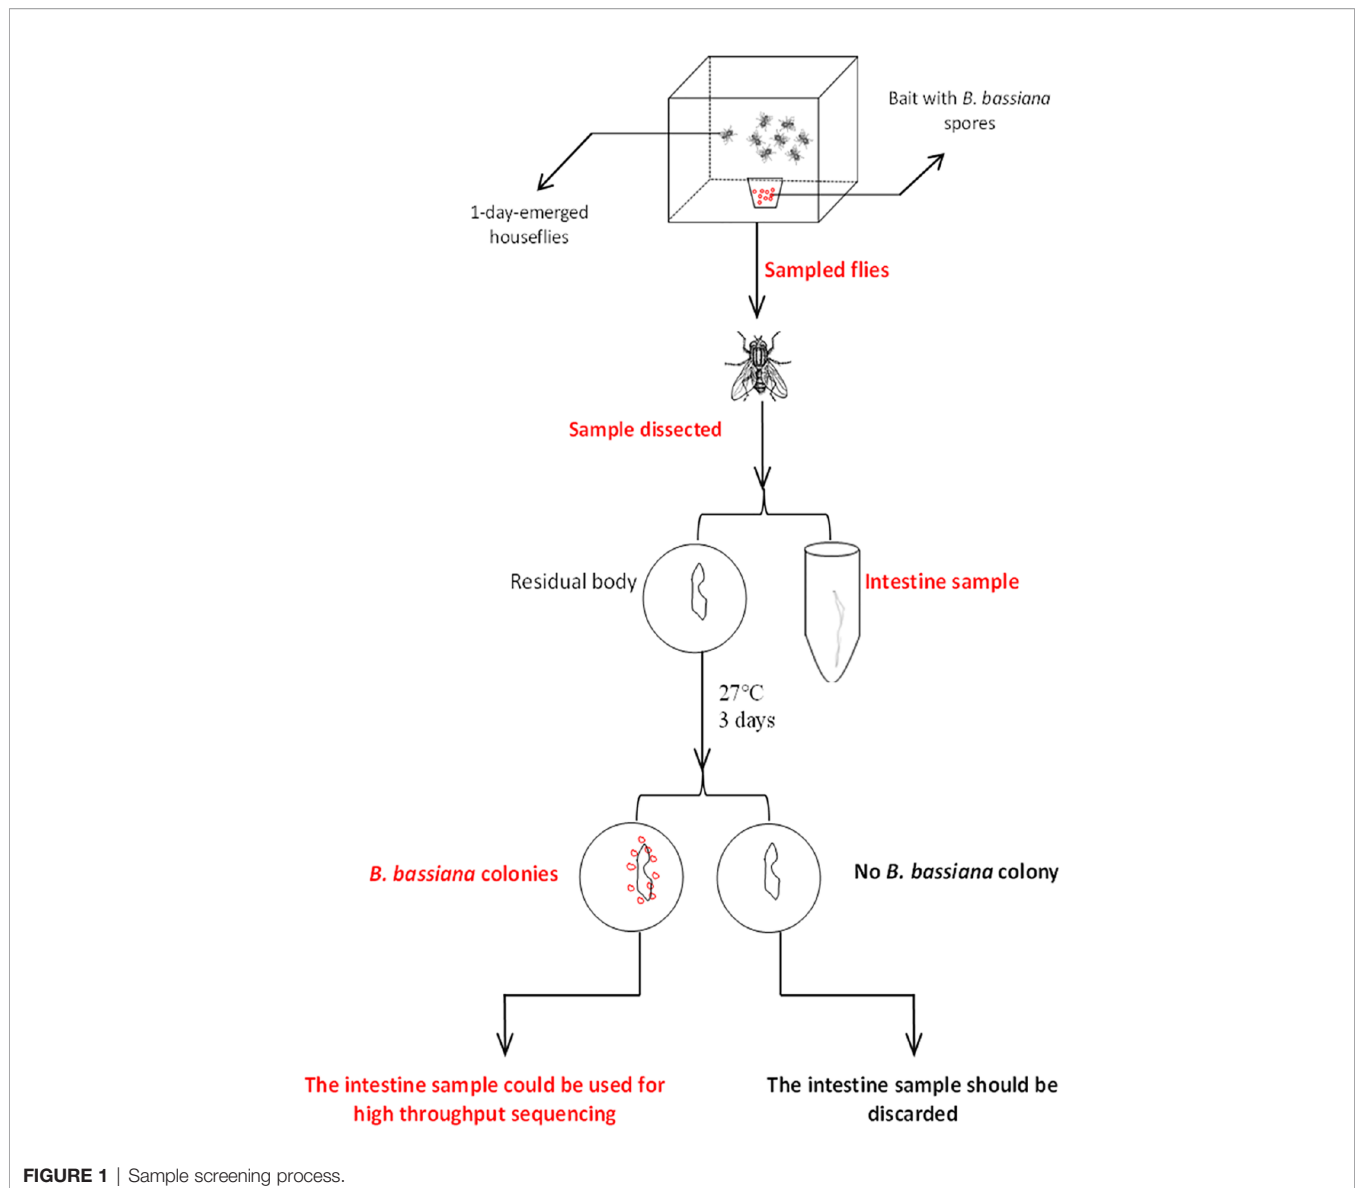 Bait with B. bassiana
spores
1-day-emerged
houseflies
Sampled flies
Sample dissected
Residual body
Intestine sample
27°C
3 days
B. bassiana colonies
No B. bassiana colony
The intestine sample could be used for
high throughput sequencing
The intestine sample should be
discarded
FIGURE 1 | Sample screening process.